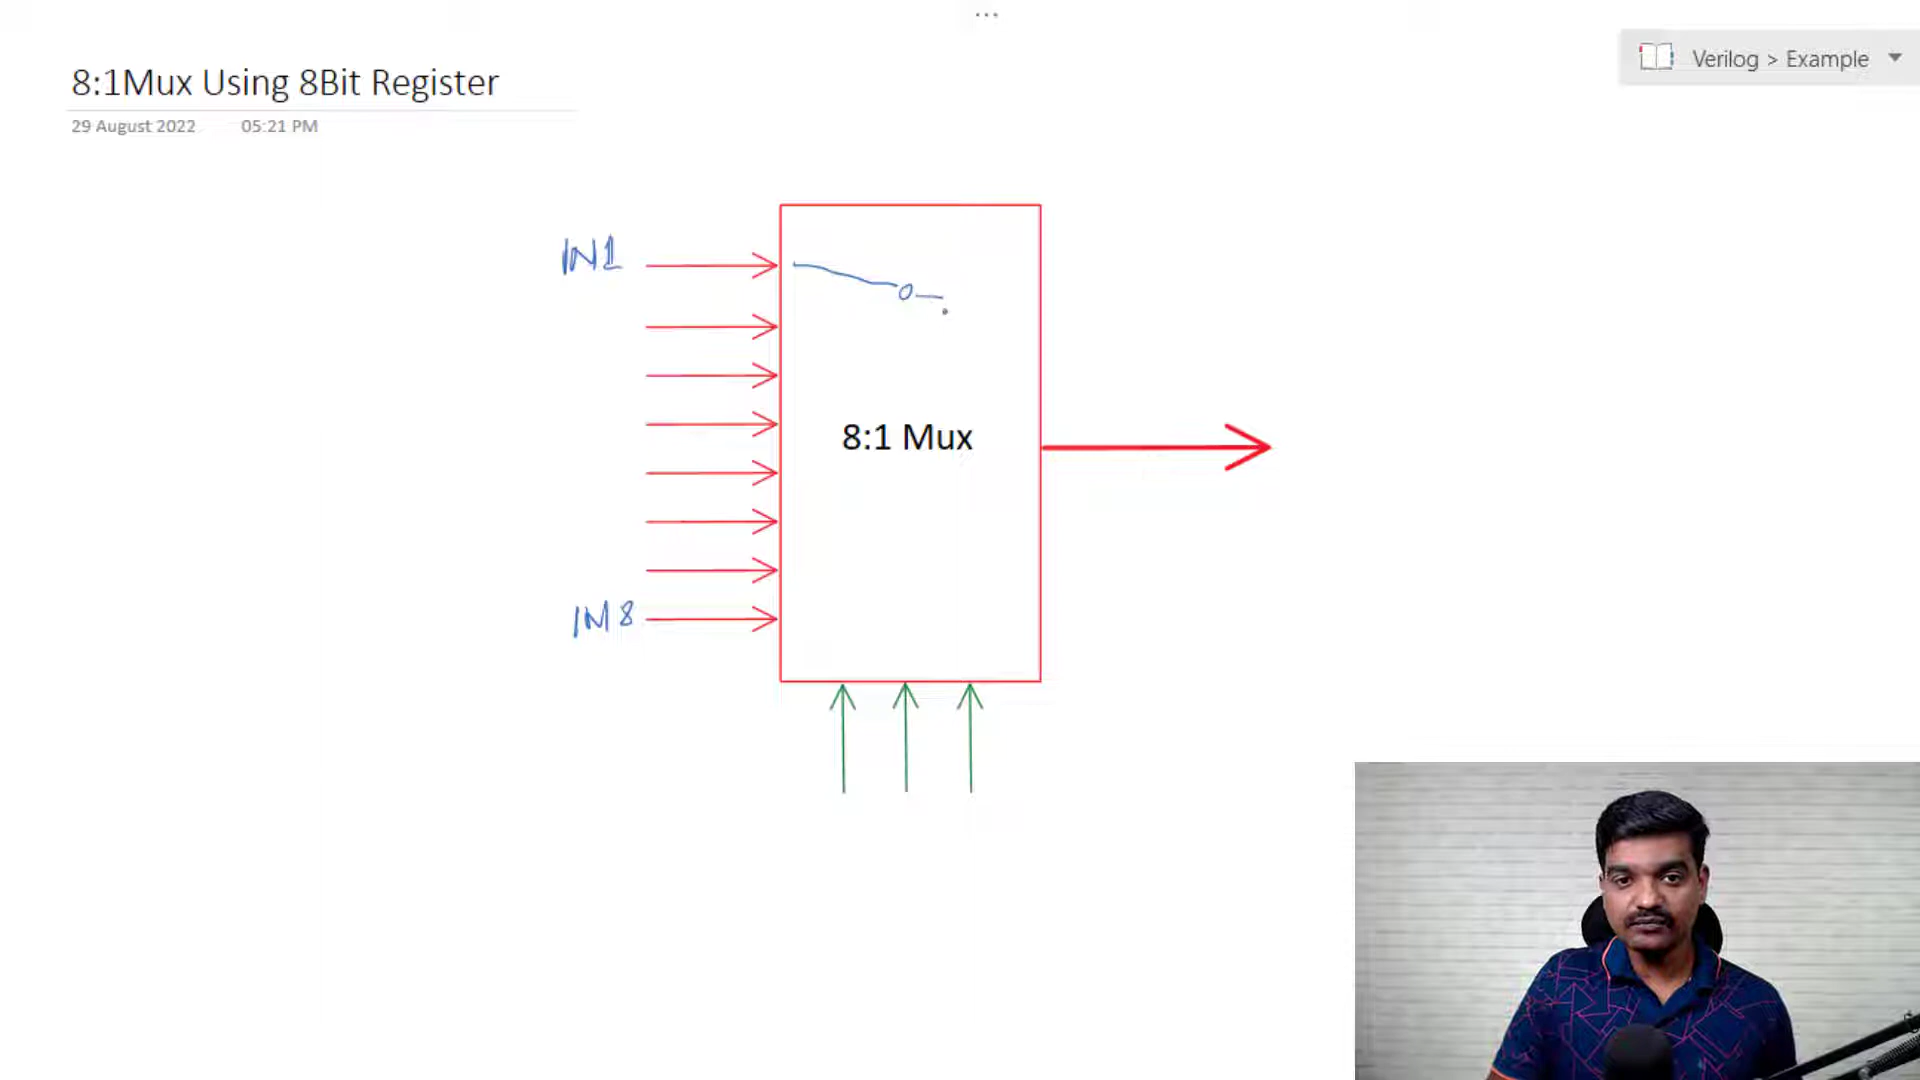 Verilog > Example
8:1Mux Using 8Bit Register
29 August 2022 05:21 PM
IN1
8:1 Mux
IN8